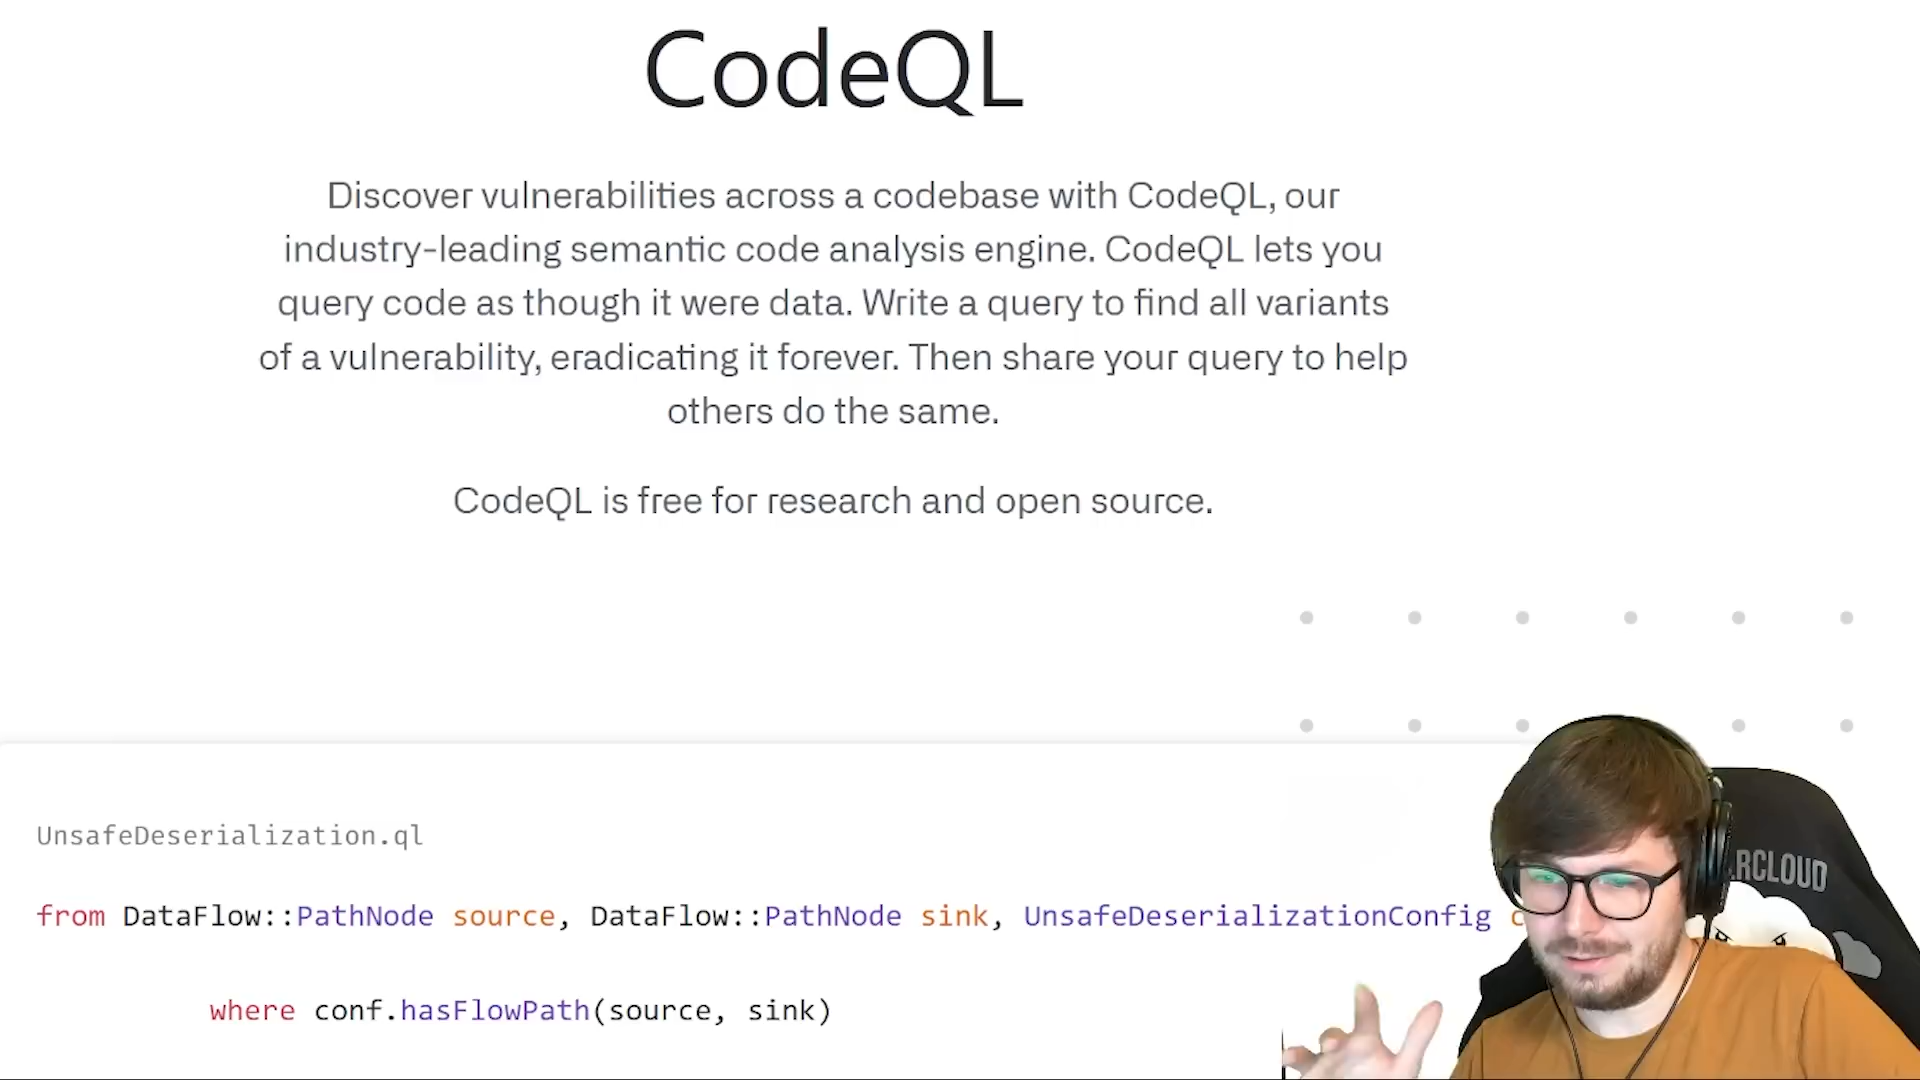 CodeQL
Discover vulnerabilities across a codebase with CodeQL, our
industry-leading semantic code analysis engine. CodeQL lets you
query code as though it were data. Write a query to find all variants
of a vulnerability, eradicating it forever. Then share your query to help
others do the same.
CodeQL is free for research and open source.
UnsafeDeserialization.ql
from DataFlow::PathNode source, DataFlow::PathNode sink, UnsafeDeserializationConfig
where conf.hasFlowPath(source, sink)